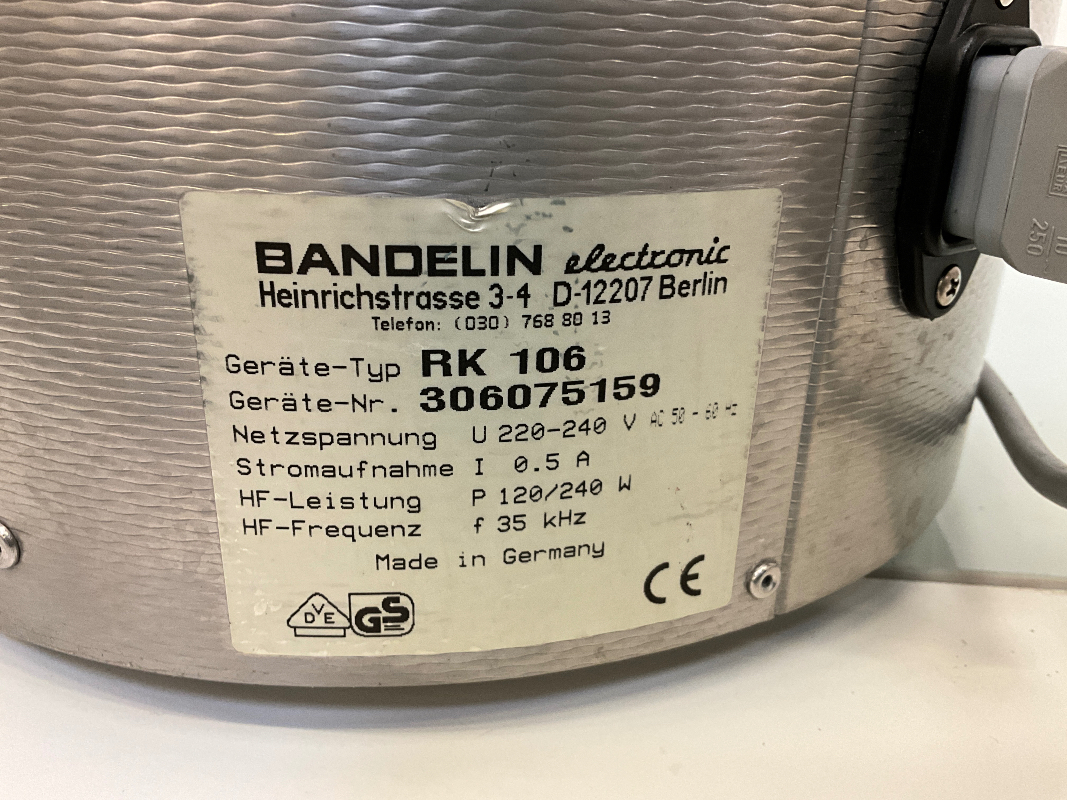 BANDELIN electronic
Heinrichstrasse 3-4 D-12207 Berlin
Telefon: (030) 768 80 13
Geräte-Typ RK 106
Geräte-Nr. 306075159
Netzspannung U 220-240 V AC 50 - 60 Hz
Stromaufnahme I 0.5 A
HF-Leistung P 120/240 W
HF-Frequenz f 35 kHz
Made in Germany
DVE GS CE
10
250